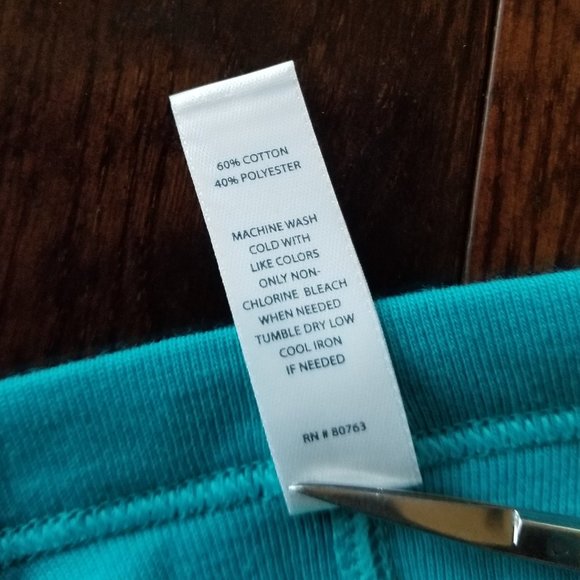 60% COTTON
40% POLYESTER
MACHINE WASH
COLD WITH
LIKE COLORS
ONLY NON-
CHLORINE BLEACH
WHEN NEEDED
TUMBLE DRY LOW
COOL IRON
IF NEEDED
RN # 80763